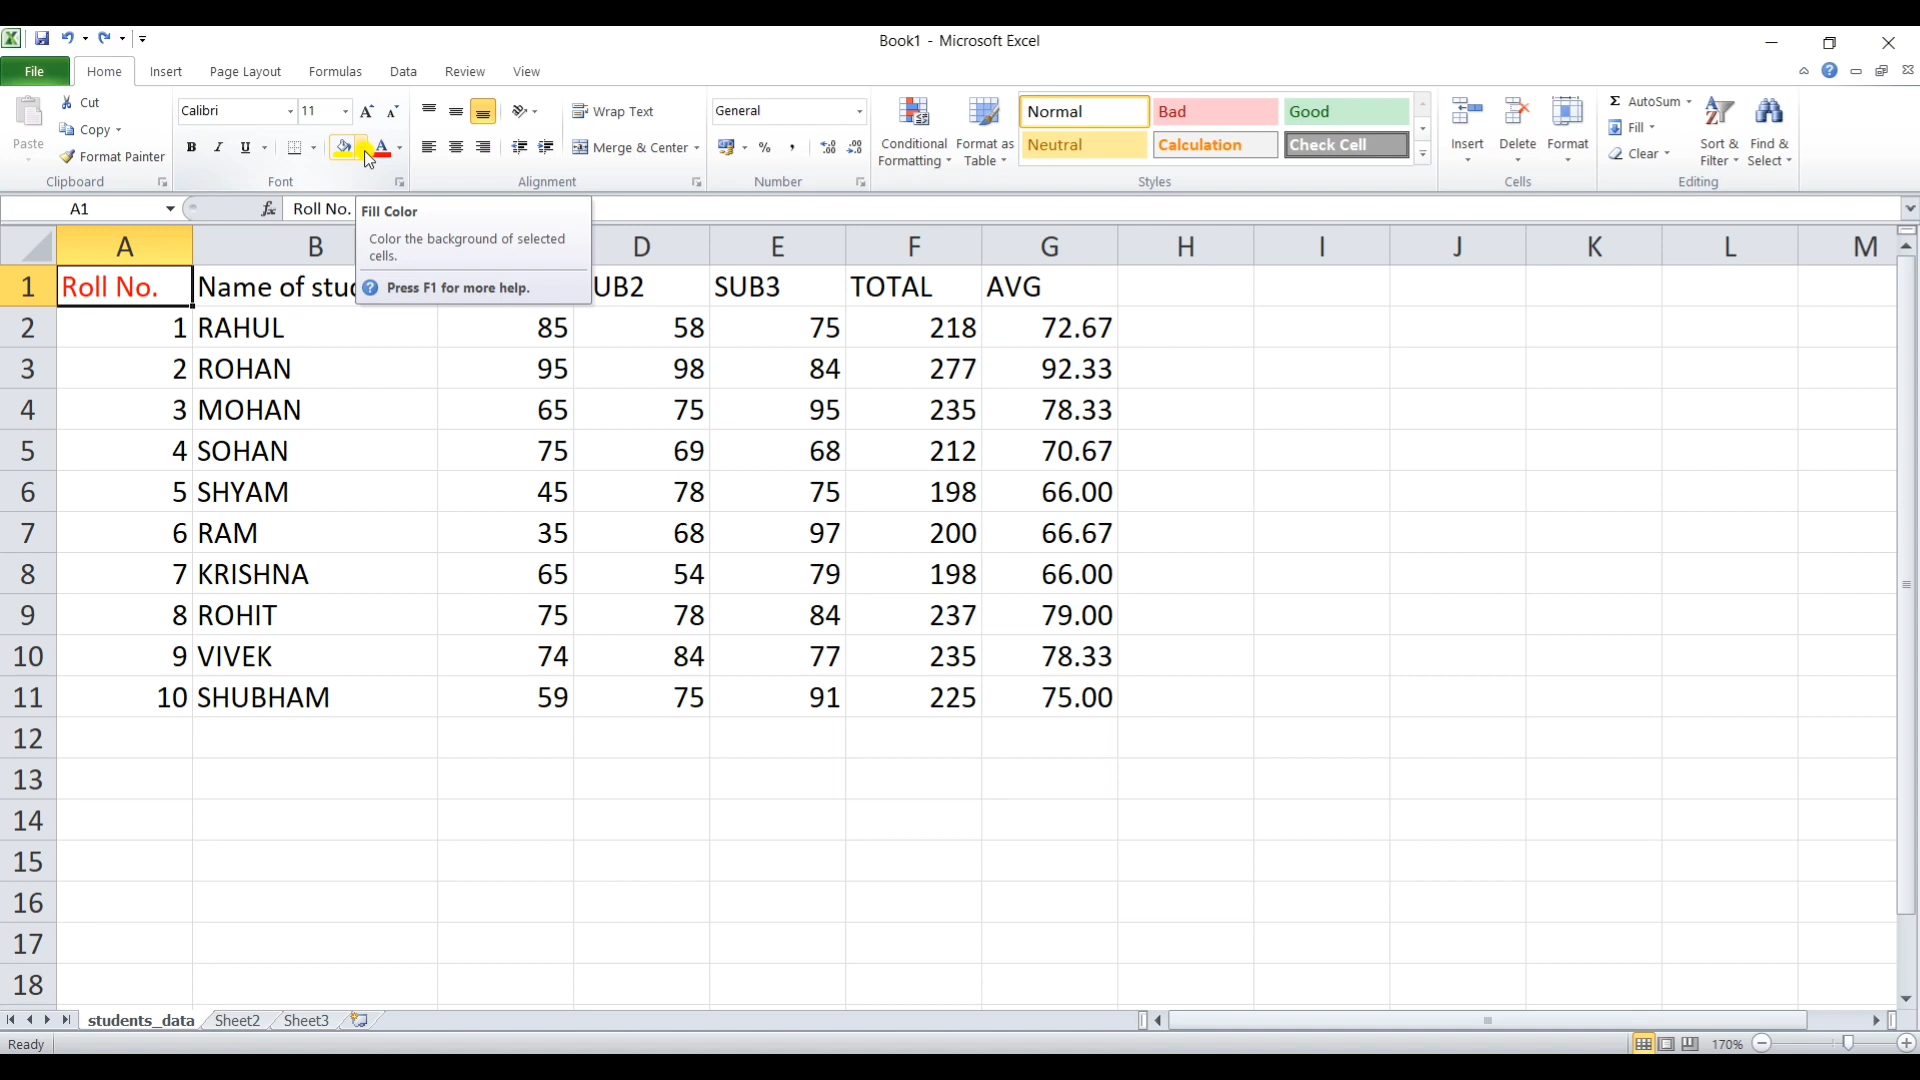 Book1 - Microsoft Excel
File Home Insert Page Layout Formulas Data Review View
Paste
Cut
Copy
Format Painter
Clipboard
Calibri 11
B I U
Font
Wrap Text
Merge & Center
Alignment
General
% ,
Number
Conditional Formatting
Format as Table
Normal Bad Good
Neutral Calculation Check Cell
Styles
Insert Delete Format
Cells
Σ AutoSum
Fill
Clear
Sort & Filter
Find & Select
Editing
A1 fx Roll No.
Fill Color
Color the background of selected
cells.
Press F1 for more help.
A B D E F G H I J K L M
1 Roll No. Name of stu UB2 SUB3 TOTAL AVG
2 1 RAHUL 85 58 75 218 72.67
3 2 ROHAN 95 98 84 277 92.33
4 3 MOHAN 65 75 95 235 78.33
5 4 SOHAN 75 69 68 212 70.67
6 5 SHYAM 45 78 75 198 66.00
7 6 RAM 35 68 97 200 66.67
8 7 KRISHNA 65 54 79 198 66.00
9 8 ROHIT 75 78 84 237 79.00
10 9 VIVEK 74 84 77 235 78.33
11 10 SHUBHAM 59 75 91 225 75.00
12
13
14
15
16
17
18
students_data Sheet2 Sheet3
Ready 170%